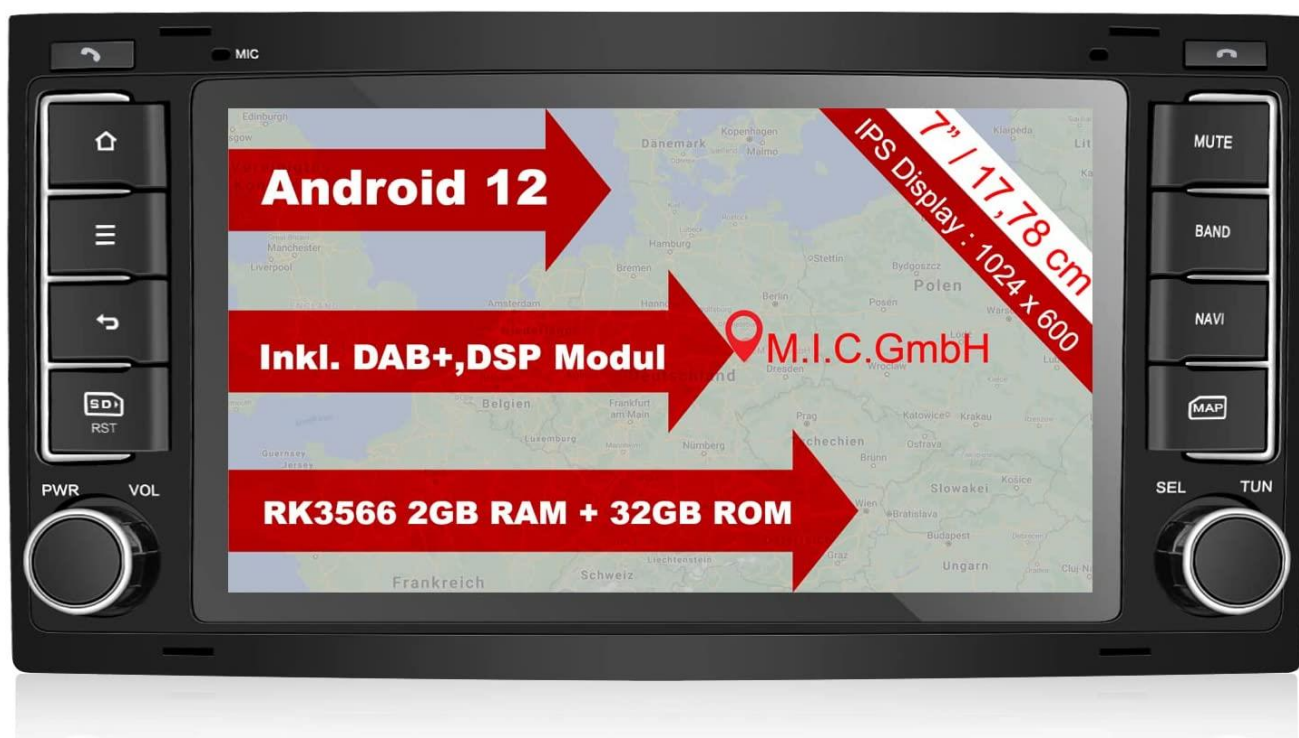 MIC
MUTE
BAND
NAVI
MAP
SD
RST
PWR VOL
SEL TUN
Android 12
Inkl. DAB+,DSP Modul
RK3566 2GB RAM + 32GB ROM
7" / 17,78 cm
IPS Display : 1024 x 600
M.I.C.GmbH
Edinburgh
Dänemark
Kopenhagen
Malmö
Klaipėda
Manchester
Liverpool
Hamburg
Bremen
Stettin
Bydgoszcz
Polen
Amsterdam
Berlin
Posen
Dresden
Wroclaw
Belgien
Frankfurt
am Main
Luxemburg
Nürnberg
Prag
Katowice
Krakau
Ostrava
Brünn
Guernsey
Jersey
Wien
Bratislava
Slowakei
Košice
Budapest
Ungarn
Graz
Liechtenstein
Schweiz
Frankreich